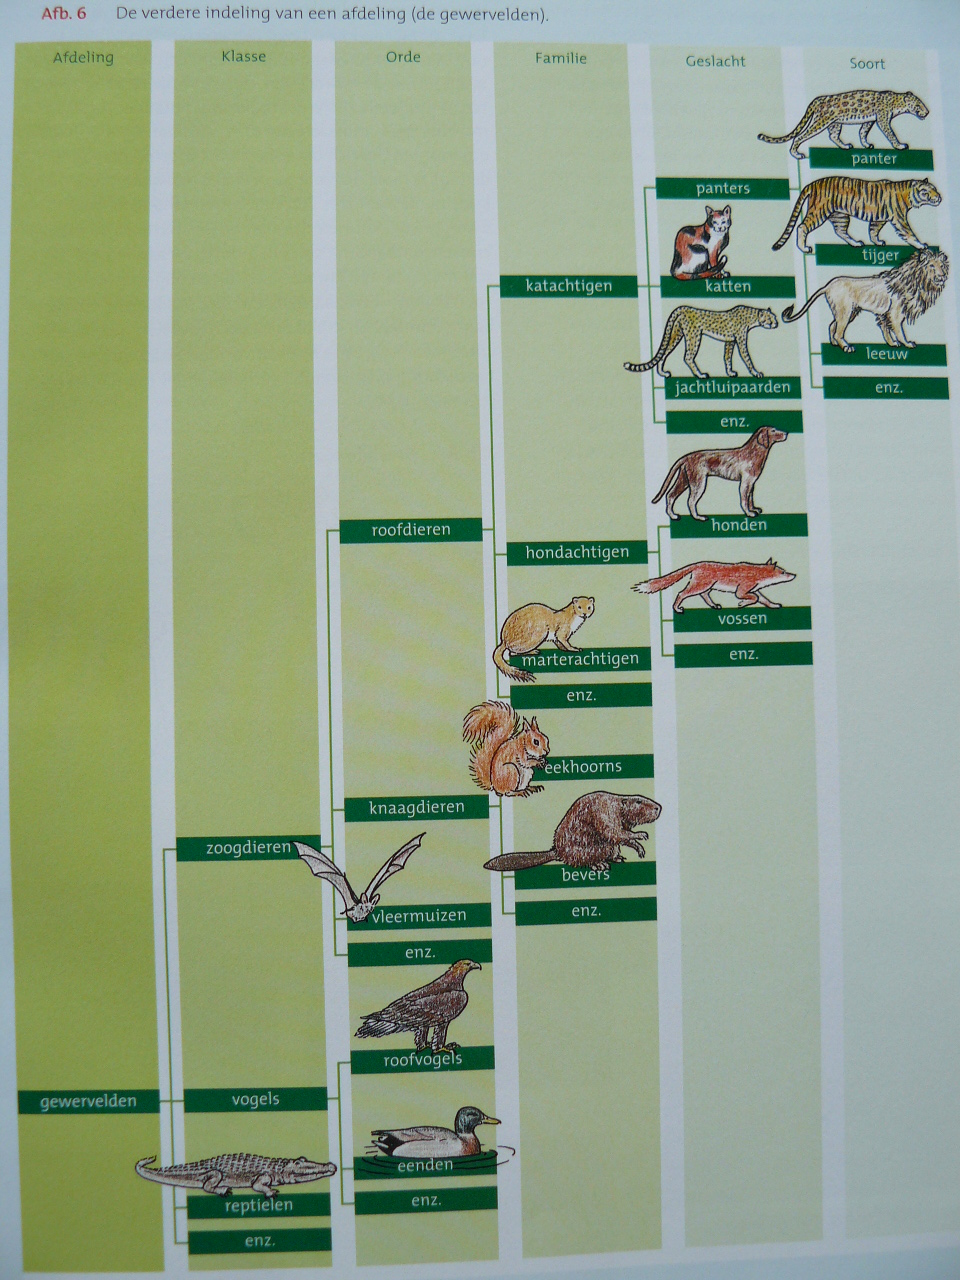 Afb. 6 De verdere indeling van een afdeling (de gewervelden).
Afdeling
Klasse
Orde
Familie
Geslacht
Soort
panter
panters
tijger
katten
katachtigen
leeuw
jachtluipaarden
enz.
enz.
honden
roofdieren
hondachtigen
vossen
enz.
marterachtigen
enz.
eekhoorns
knaagdieren
zoogdieren
bevers
vleermuizen
enz.
enz.
roofvogels
gewervelden
vogels
eenden
enz.
reptielen
enz.